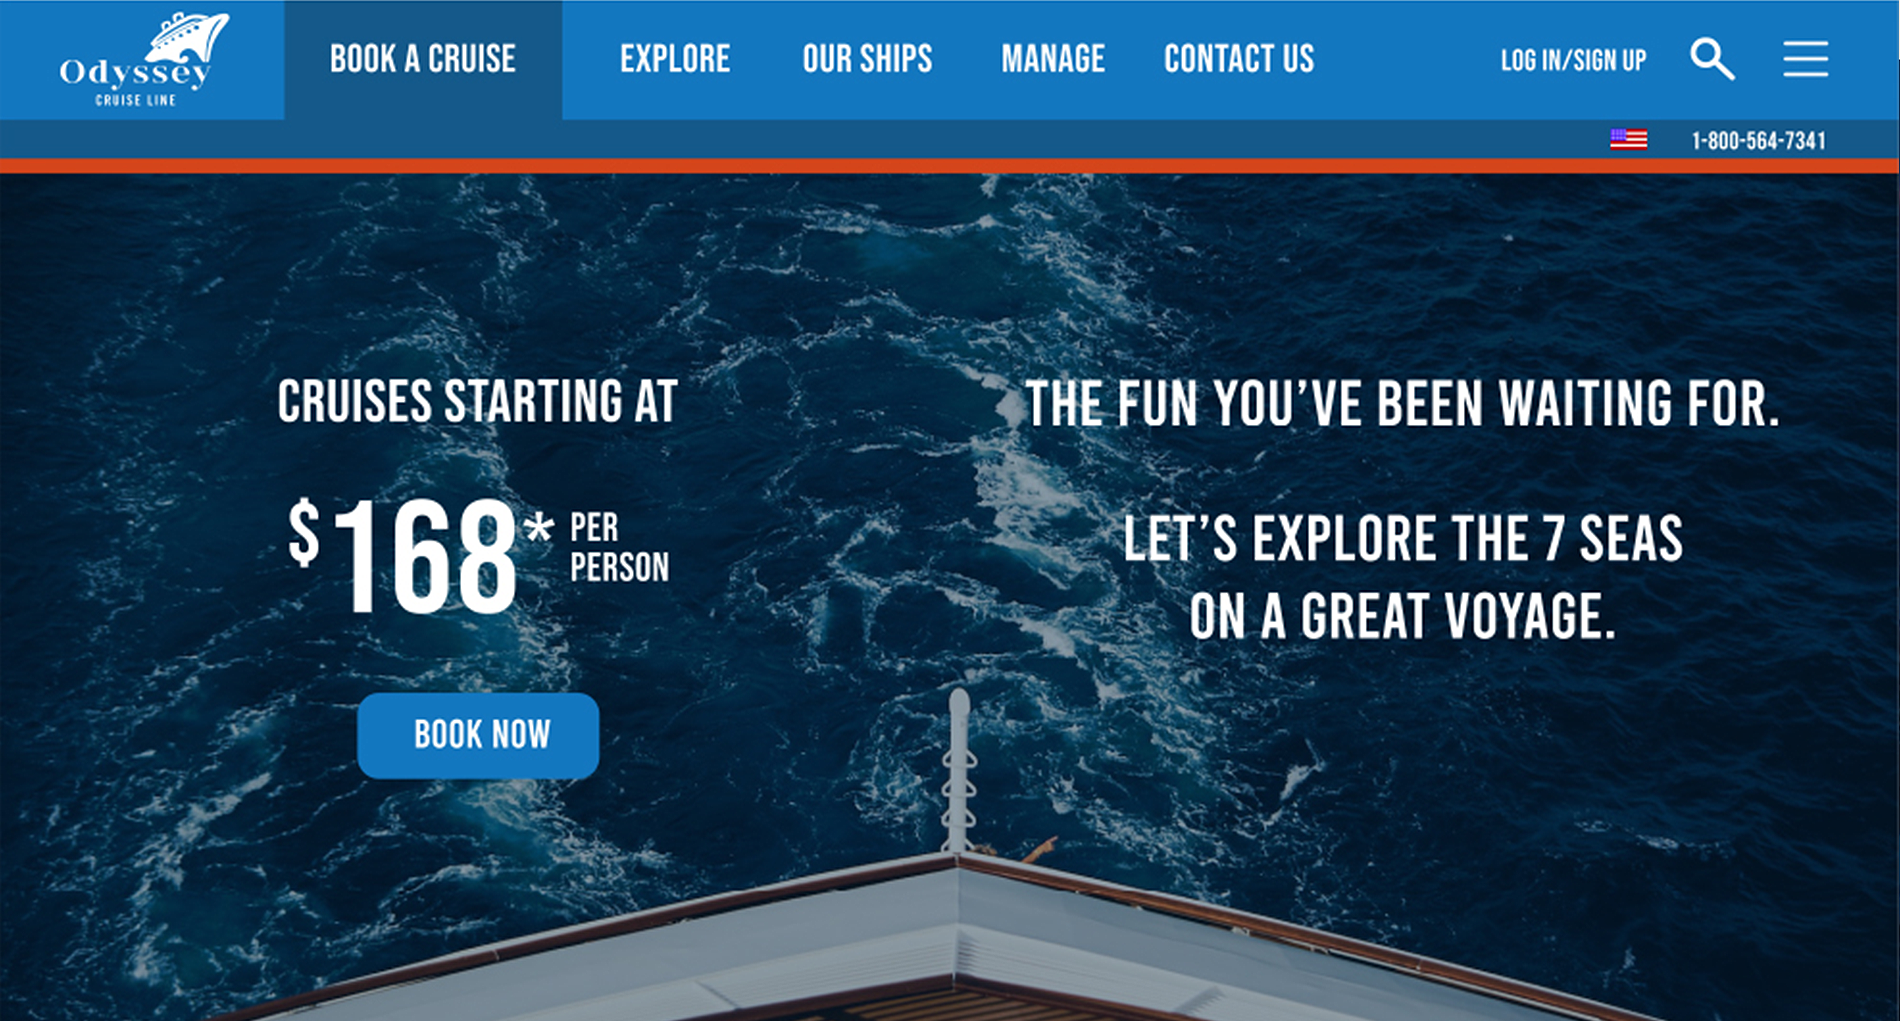 Odyssey
CRUISE LINE
BOOK A CRUISE
EXPLORE
OUR SHIPS
MANAGE
CONTACT US
LOG IN/SIGN UP
1-800-564-7341
CRUISES STARTING AT
$168* PER
PERSON
BOOK NOW
THE FUN YOU’VE BEEN WAITING FOR.
LET’S EXPLORE THE 7 SEAS
ON A GREAT VOYAGE.